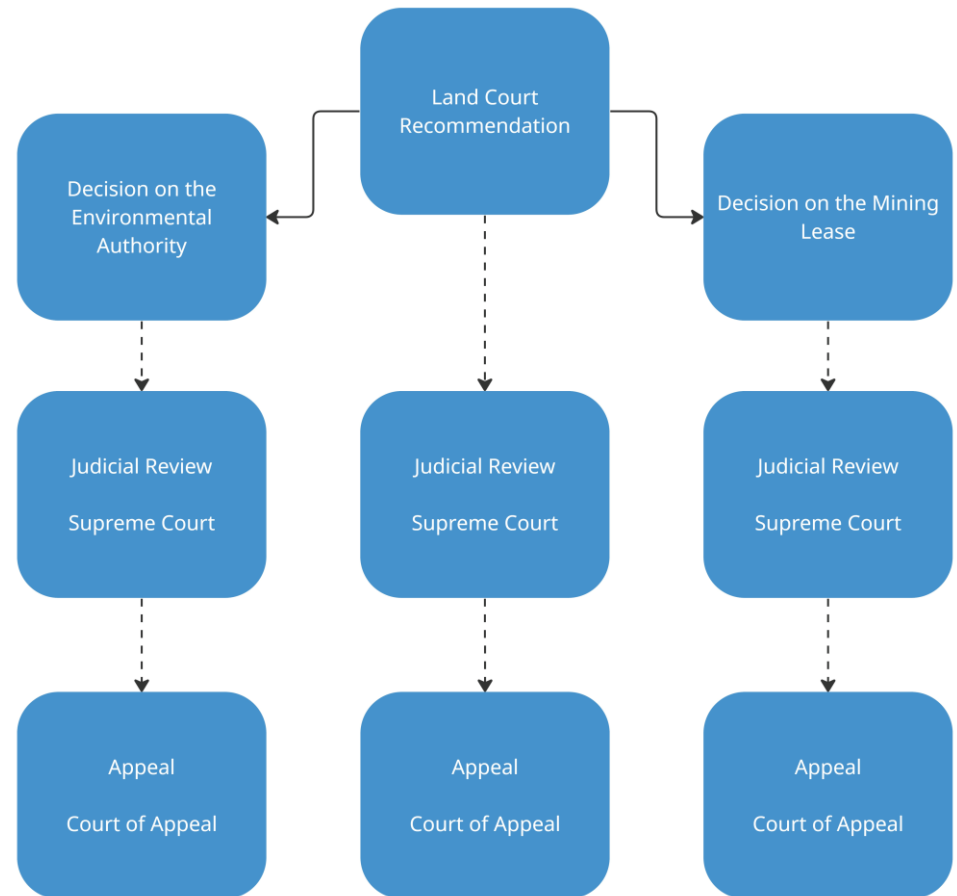 Land Court
Recommendation
Decision on the
Environmental
Authority
Decision on the Mining
Lease
Judicial Review
Supreme Court
Judicial Review
Supreme Court
Judicial Review
Supreme Court
Appeal
Court of Appeal
Appeal
Court of Appeal
Appeal
Court of Appeal